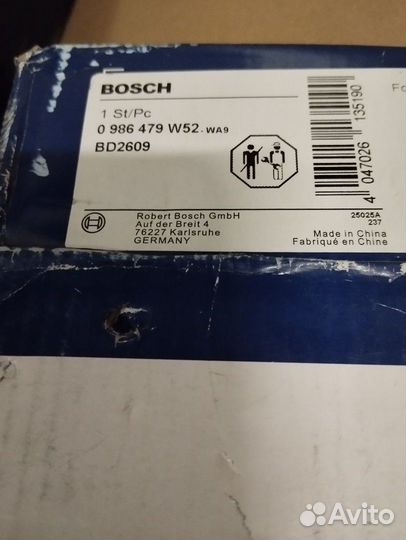 BOSCH
Fo
1 St/Pc
0 986 479 W52-WA9
BD2609
4 047026 135190
Robert Bosch GmbH
Auf der Breit 4
76227 Karlsruhe
GERMANY
25025A
237
Made in China
Fabriqué en Chine
Avito